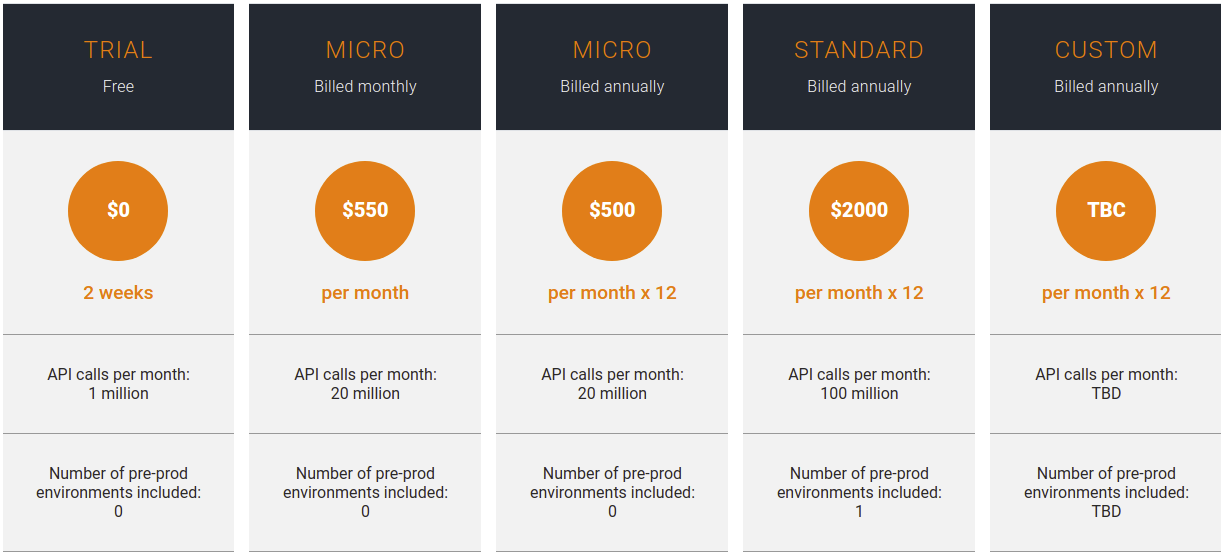 TRIAL
Free
$0
2 weeks
API calls per month:
1 million
Number of pre-prod
environments included:
0
MICRO
Billed monthly
$550
per month
API calls per month:
20 million
Number of pre-prod
environments included:
0
MICRO
Billed annually
$500
per month x 12
API calls per month:
20 million
Number of pre-prod
environments included:
0
STANDARD
Billed annually
$2000
per month x 12
API calls per month:
100 million
Number of pre-prod
environments included:
1
CUSTOM
Billed annually
TBC
per month x 12
API calls per month:
TBD
Number of pre-prod
environments included:
TBD